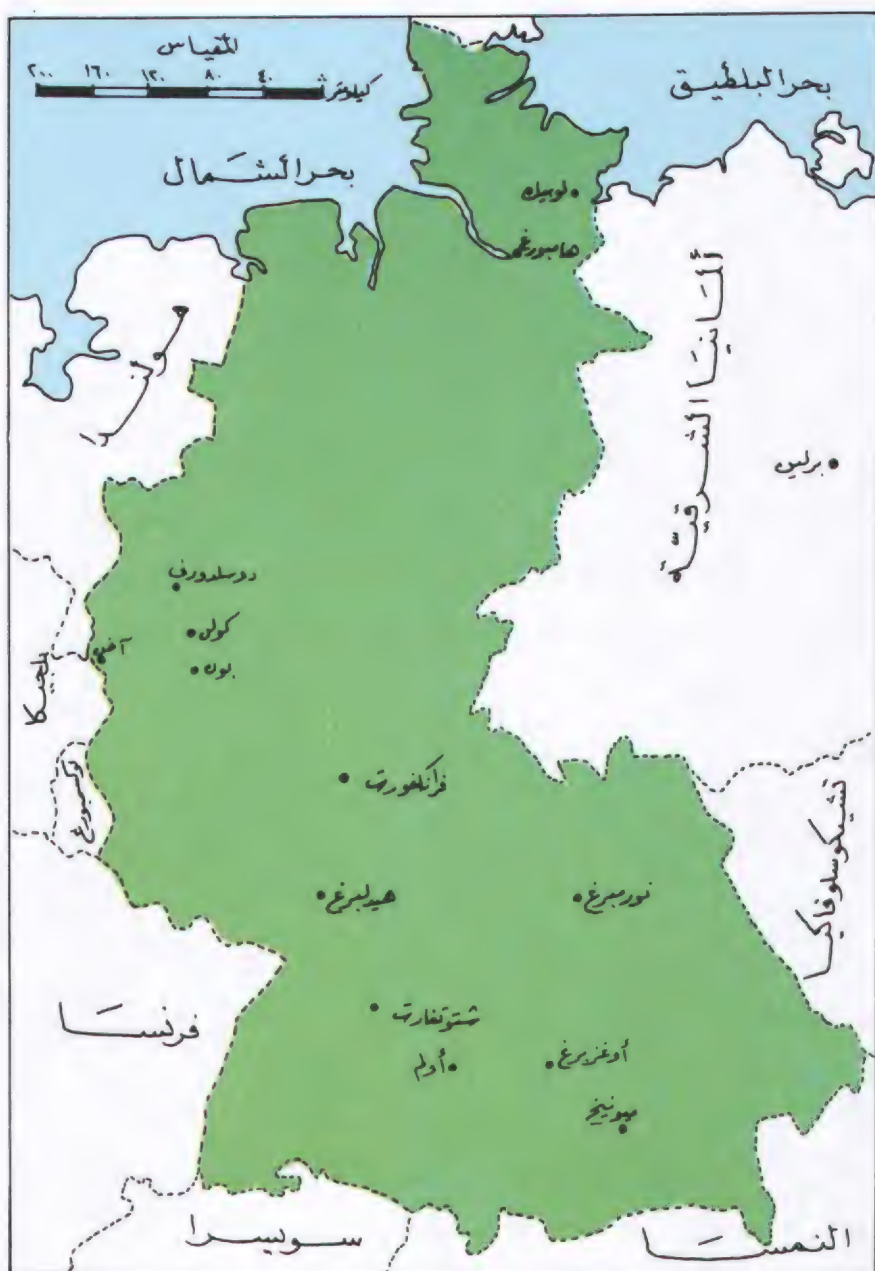 المقياس
٢٠٠ ١٦٠ ١٢٠ ٨٠ ٤٠ كيلومتر
بحر البلطيق
بحر الشمال
لوبيك
هامبورغ
هولندا
ألمانيا الشرقية
برلين
دوسلدورف
كولن
آخن
بون
بلجيكا
لكسمبورغ
فرانكفورت
تشيكوسلوفاكيا
هيدلبرغ
نورمبرغ
فرنسا
شتوتغارت
أولم
أوغزبرغ
ميونيخ
سويسرا
النمسا